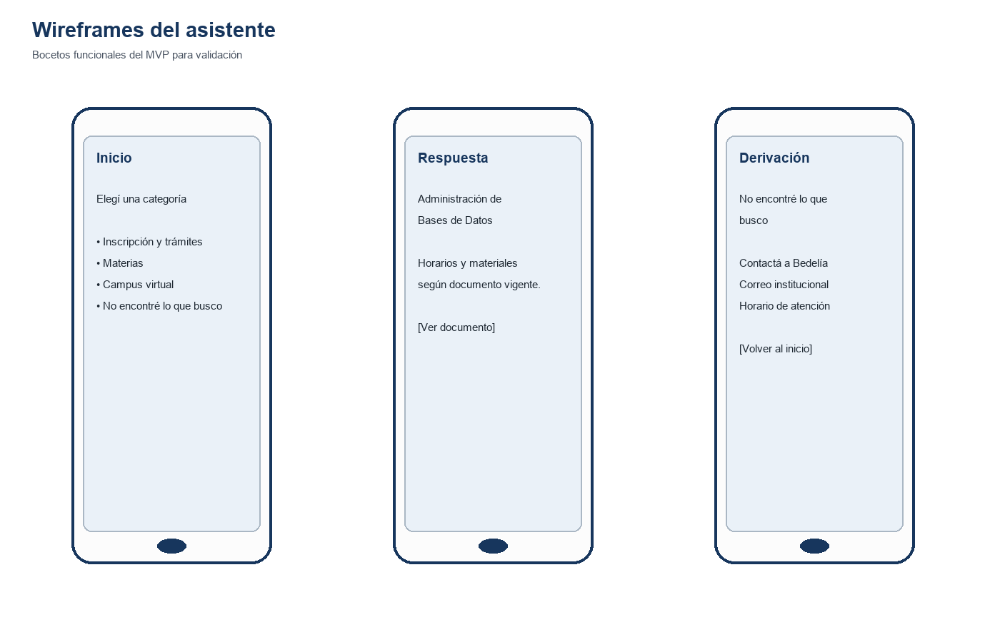 Wireframes del asistente
Bocetos funcionales del MVP para validación
Inicio
Elegí una categoría
• Inscripción y trámites
• Materias
• Campus virtual
• No encontré lo que busco
Respuesta
Administración de
Bases de Datos
Horarios y materiales
según documento vigente.
[Ver documento]
Derivación
No encontré lo que
busco
Contactá a Bedelía
Correo institucional
Horario de atención
[Volver al inicio]